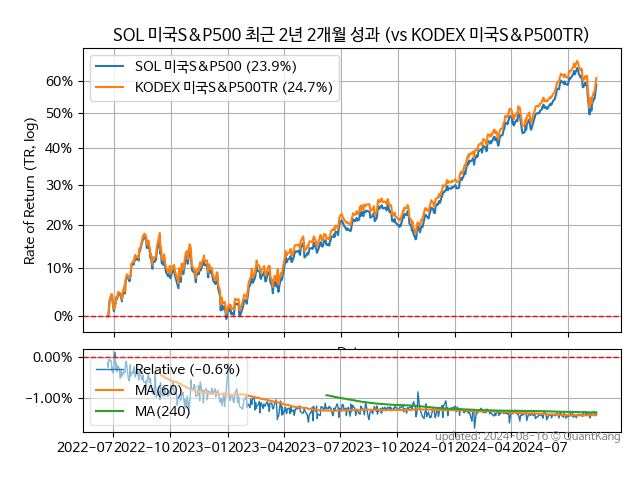 SOL 미국S&P500 최근 2년 2개월 성과 (vs KODEX 미국S&P500TR)
Rate of Return (TR, log)
SOL 미국S&P500 (23.9%)
KODEX 미국S&P500TR (24.7%)
60%
50%
40%
30%
20%
10%
0%
0.00%
−1.00%
Relative (−0.6%)
MA(60)
MA(240)
updated: 2024-08-16 © QuantKang
2022−07
2022−10
2023−01
2023−04
2023−07
2023−10
2024−01
2024−04
2024−07